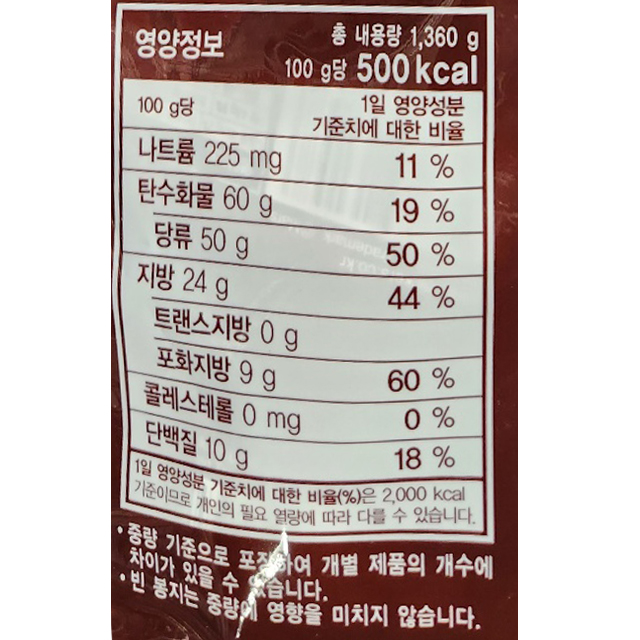 영양정보
총 내용량 1,360 g
100 g당 500 kcal
100 g당
1일 영양성분
기준치에 대한 비율
나트륨 225 mg 11 %
탄수화물 60 g 19 %
당류 50 g 50 %
지방 24 g 44 %
트랜스지방 0 g
포화지방 9 g 60 %
콜레스테롤 0 mg 0 %
단백질 10 g 18 %
1일 영양성분 기준치에 대한 비율(%)은 2,000 kcal
기준이므로 개인의 필요 열량에 따라 다를 수 있습니다.
• 중량 기준으로 포장하여 개별 제품의 개수에
차이가 있을 수 있습니다.
• 빈 봉지는 중량에 영향을 미치지 않습니다.